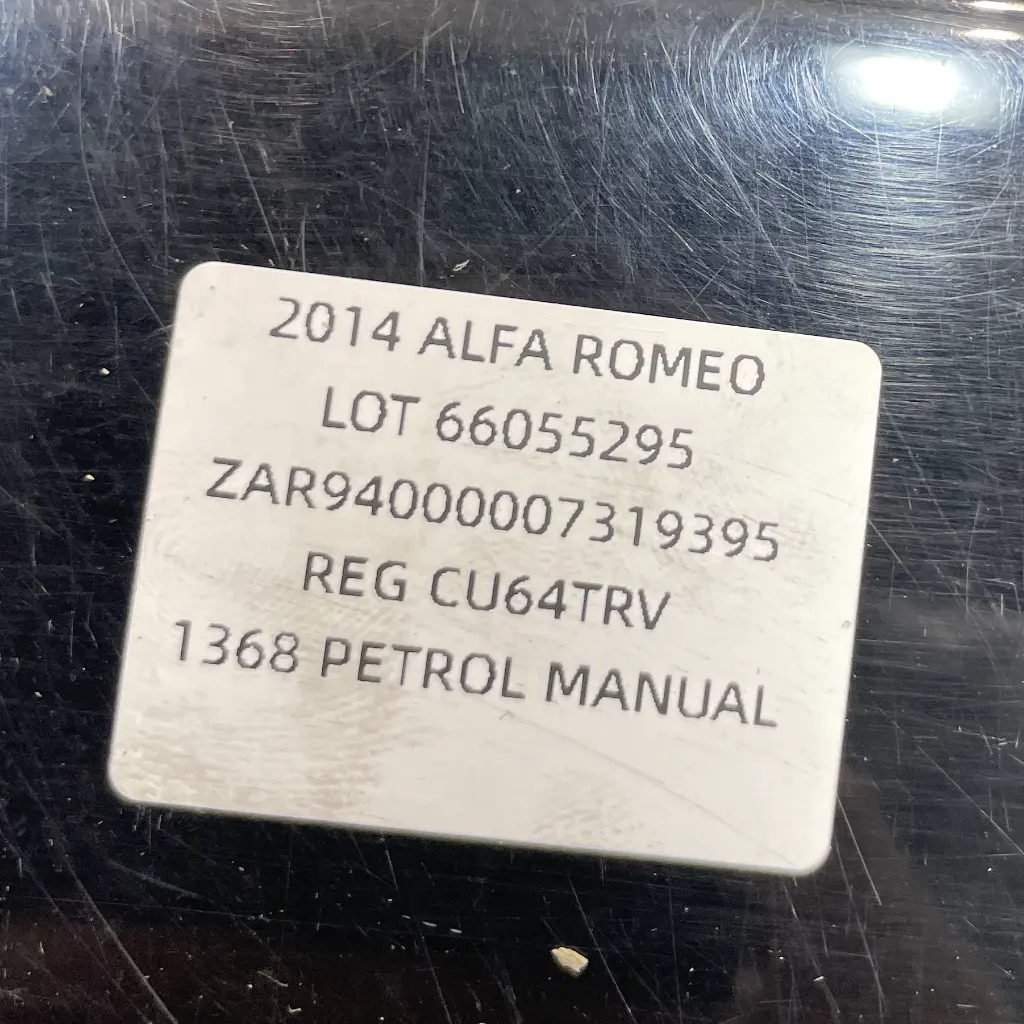 2014 ALFA ROMEO
LOT 66055295
ZAR94000007319395
REG CU64TRV
1368 PETROL MANUAL